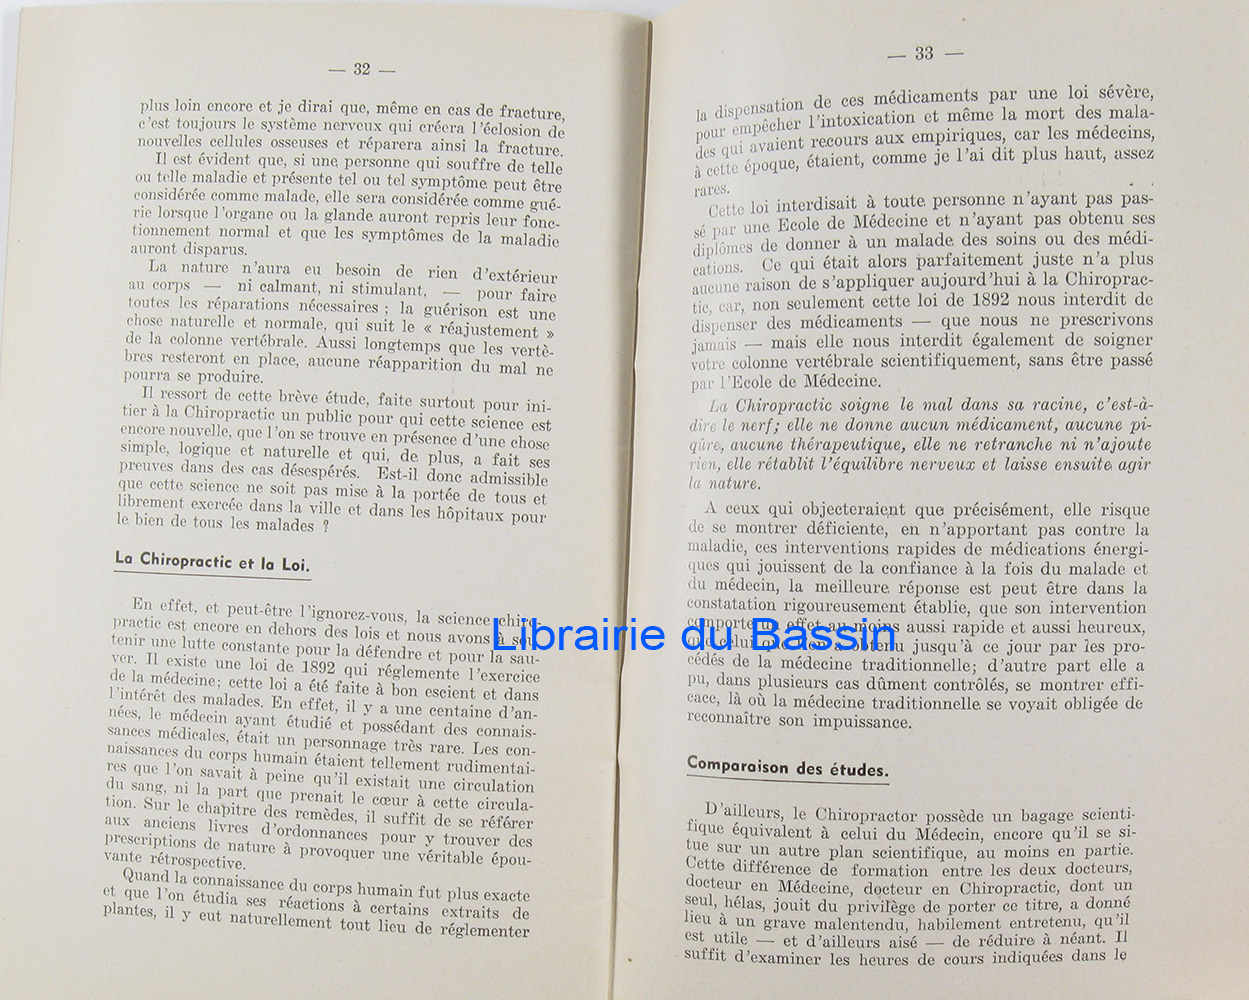 — 32 —
plus loin encore et je dirai que, même en cas de fracture,
c'est toujours le système nerveux qui créera l'éclosion de
nouvelles cellules osseuses et réparera ainsi la fracture.
Il est évident que, si une personne qui souffre de telle
ou telle maladie et présente tel ou tel symptôme peut être
considérée comme malade, elle sera considérée comme gué-
rie lorsque l'organe ou la glande auront repris leur fonc-
tionnement normal et que les symptômes de la maladie
auront disparus.
La nature n'aura eu besoin de rien d'extérieur
au corps — ni calmant, ni stimulant, — pour faire
toutes les réparations nécessaires ; la guérison est une
chose naturelle et normale, qui suit le « réajustement »
de la colonne vertébrale. Aussi longtemps que les vertè-
bres resteront en place, aucune réapparition du mal ne
pourra se produire.
Il ressort de cette brève étude, faite surtout pour ini-
tier à la Chiropractic un public pour qui cette science est
encore nouvelle, que l'on se trouve en présence d'une chose
simple, logique et naturelle et qui, de plus, a fait ses
preuves dans des cas désespérés. Est-il donc admissible
que cette science ne soit pas mise à la portée de tous et
librement exercée dans la ville et dans les hôpitaux pour
le bien de tous les malades ?
La Chiropractic et la Loi.
En effet, et peut-être l'ignorez-vous, la science chiro-
practic est encore en dehors des lois et nous avons à sou-
tenir une lutte constante pour la défendre et pour la sau-
ver. Il existe une loi de 1892 qui réglemente l'exercice
de la médecine; cette loi a été faite à bon escient et dans
l'intérêt des malades. En effet, il y a une centaine d'an-
nées, le médecin ayant étudié et possédant des connais-
sances médicales, était un personnage très rare. Les con-
naissances du corps humain étaient tellement rudimentai-
res que l'on savait à peine qu'il existait une circulation
du sang, ni la part que prenait le cœur à cette circula-
tion. Sur le chapitre des remèdes, il suffit de se référer
aux anciens livres d'ordonnances pour y trouver des
prescriptions de nature à provoquer une véritable épou-
vante rétrospective.
Quand la connaissance du corps humain fut plus exacte
et que l'on étudia ses réactions à certains extraits de
plantes, il y eut naturellement tout lieu de réglementer
— 33 —
la dispensation de ces médicaments par une loi sévère,
pour empêcher l'intoxication et même la mort des mala-
des qui avaient recours aux empiriques, car les médecins,
à cette époque, étaient, comme je l'ai dit plus haut, assez
rares.
Cette loi interdisait à toute personne n'ayant pas pas-
sé par une Ecole de Médecine et n'ayant pas obtenu ses
diplômes de donner à un malade des soins ou des médi-
cations. Ce qui était alors parfaitement juste n'a plus
aucune raison de s'appliquer aujourd'hui à la Chiroprac-
tic, car, non seulement cette loi de 1892 nous interdit de
dispenser des médicaments — que nous ne prescrivons
jamais — mais elle nous interdit également de soigner
votre colonne vertébrale scientifiquement, sans être passé
par l'Ecole de Médecine.
La Chiropractic soigne le mal dans sa racine, c'est-à-
dire le nerf; elle ne donne aucun médicament, aucune pi-
qûre, aucune thérapeutique, elle ne retranche ni n'ajoute
rien, elle rétablit l'équilibre nerveux et laisse ensuite agir
la nature.
A ceux qui objecteraient que précisément, elle risque
de se montrer déficiente, en n'apportant pas contre la
maladie, ces interventions rapides de médications énergi-
ques qui jouissent de la confiance à la fois du malade et
du médecin, la meilleure réponse est peut être dans la
constatation rigoureusement établie, que son intervention
comporte un effet au moins aussi rapide et aussi heureux,
que celui que l'on a obtenu jusqu'à ce jour par les pro-
cédés de la médecine traditionnelle; d'autre part elle a
pu, dans plusieurs cas dûment contrôlés, se montrer effi-
cace, là où la médecine traditionnelle se voyait obligée de
reconnaître son impuissance.
Comparaison des études.
D'ailleurs, le Chiropractor possède un bagage scienti-
fique équivalent à celui du Médecin, encore qu'il se si-
tue sur un autre plan scientifique, au moins en partie.
Cette différence de formation entre les deux docteurs,
docteur en Médecine, docteur en Chiropractic, dont un
seul, hélas, jouit du privilège de porter ce titre, a donné
lieu à un grave malentendu, habilement entretenu, qu'il
est utile — et d'ailleurs aisé — de réduire à néant. Il
suffit d'examiner les heures de cours indiquées dans le
Librairie du Bassin